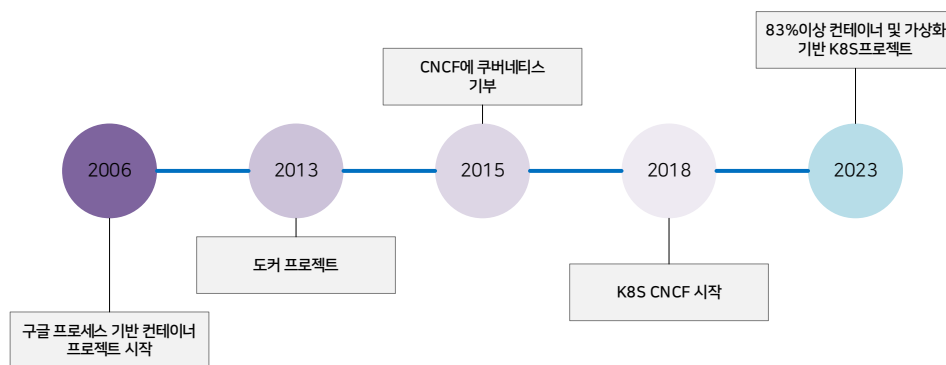 83%이상 컨테이너 및 가상화
기반 K8S프로젝트
CNCF에 쿠버네티스
기부
2006
2013
2015
2018
2023
도커 프로젝트
K8S CNCF 시작
구글 프로세스 기반 컨테이너
프로젝트 시작